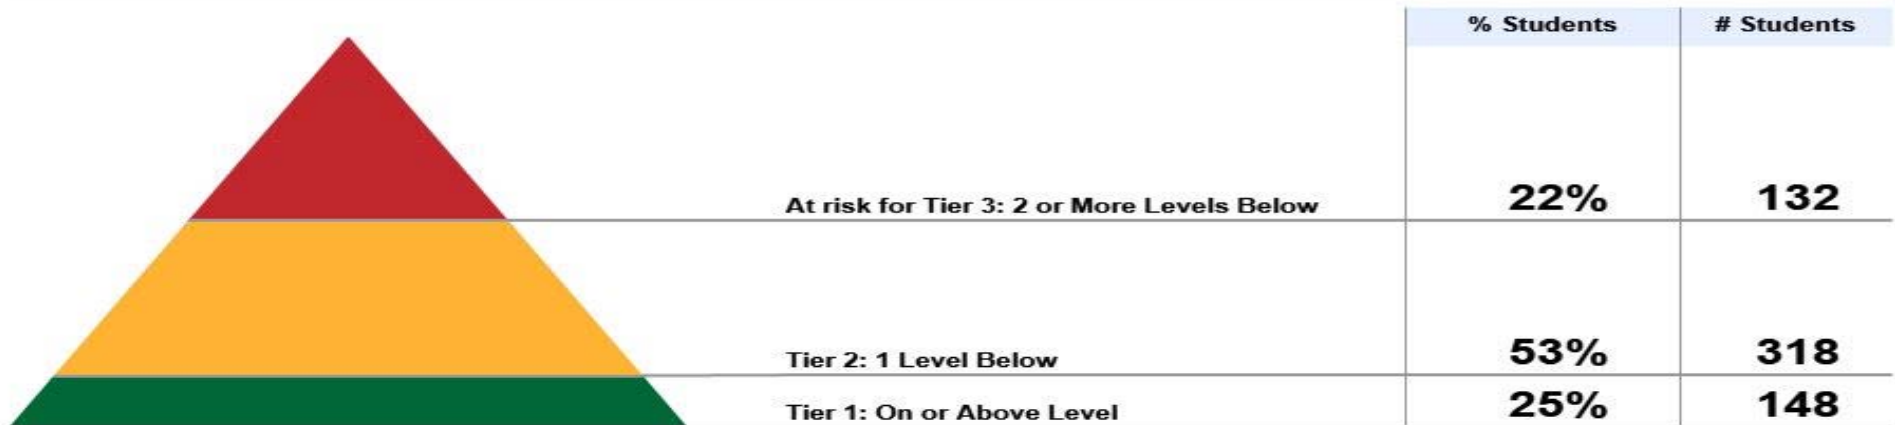 % Students # Students
At risk for Tier 3: 2 or More Levels Below 22% 132
Tier 2: 1 Level Below 53% 318
Tier 1: On or Above Level 25% 148